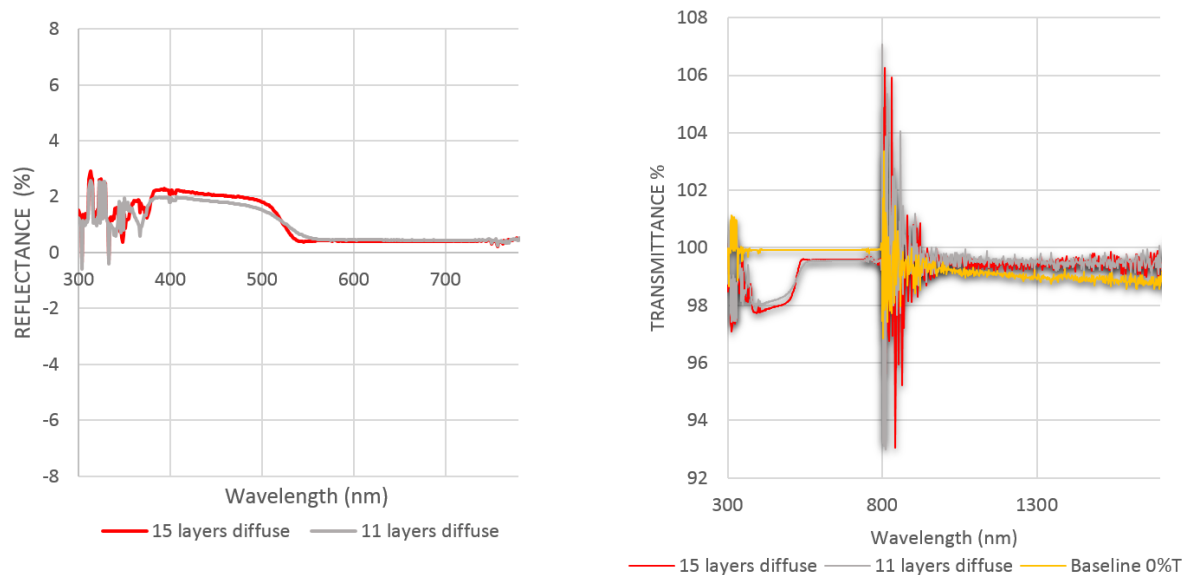 8
6
4
2
0
-2
-4
-6
-8
REFLECTANCE (%)
300 400 500 600 700
Wavelength (nm)
15 layers diffuse 11 layers diffuse
108
106
104
102
100
98
96
94
92
TRANSMITTANCE %
300 800 1300
Wavelength (nm)
15 layers diffuse 11 layers diffuse Baseline 0%T